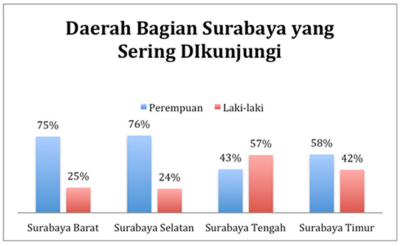 Daerah Bagian Surabaya yang
Sering DIkunjungi
Perempuan Laki-laki
75% 25% 76% 24% 43% 57% 58% 42%
Surabaya Barat Surabaya Selatan Surabaya Tengah Surabaya Timur